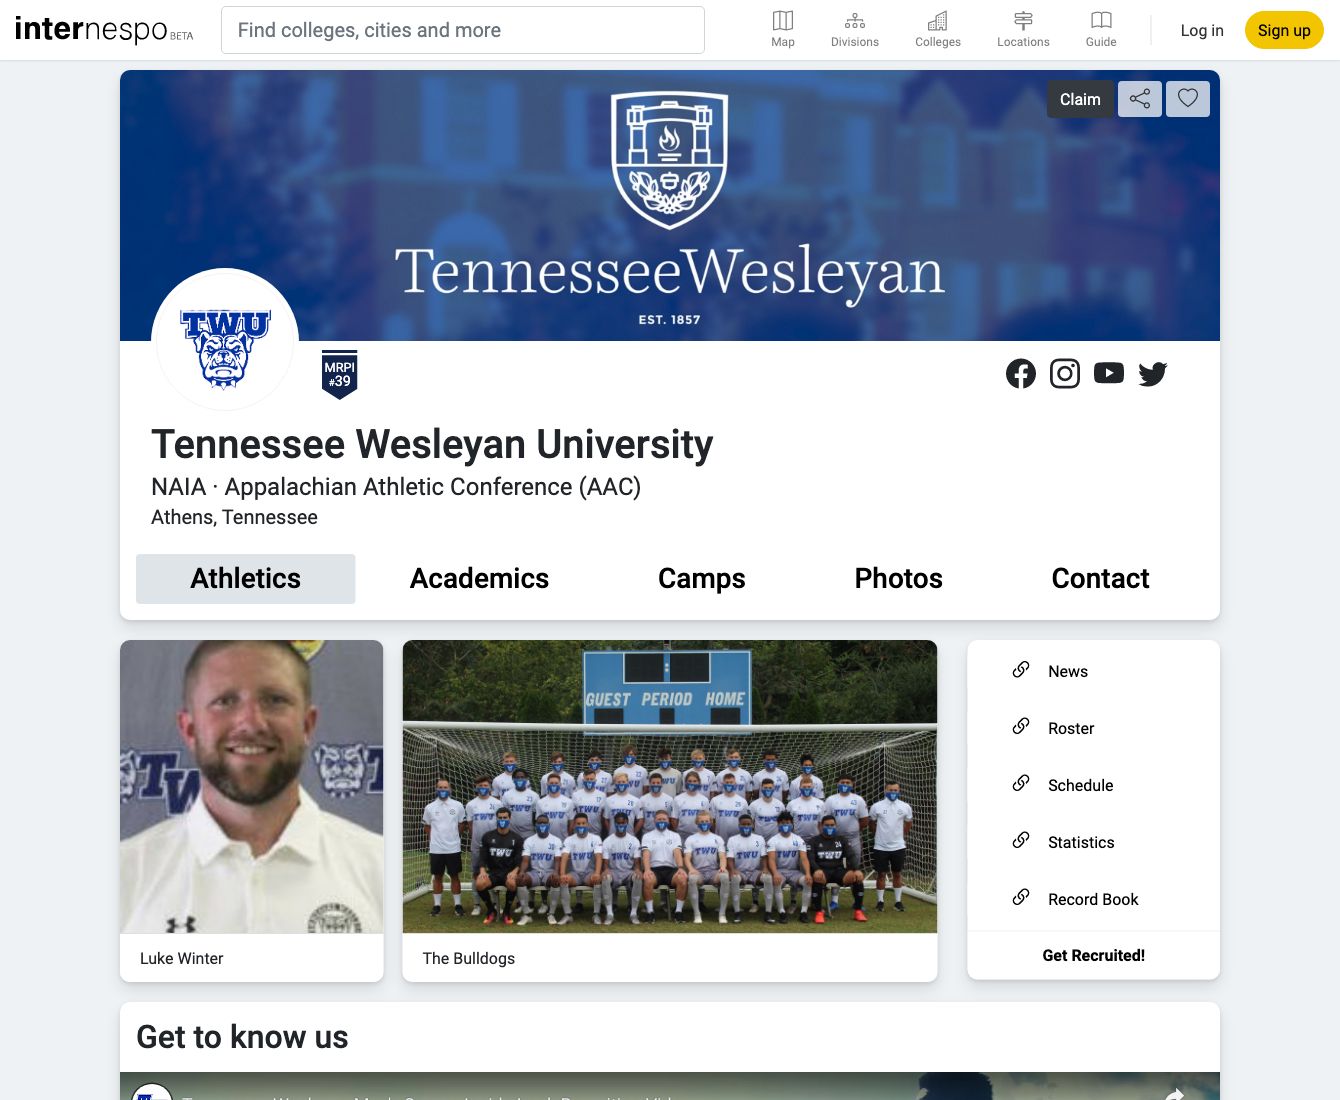 internespo BETA
Find colleges, cities and more
Map
Divisions
Colleges
Locations
Guide
Log in
Sign up
Claim
TennesseeWesleyan
EST. 1857
TWU
MRPI
#39
Tennessee Wesleyan University
NAIA · Appalachian Athletic Conference (AAC)
Athens, Tennessee
Athletics
Academics
Camps
Photos
Contact
GUEST PERIOD HOME
News
Roster
Schedule
Statistics
Record Book
Get Recruited!
Luke Winter
The Bulldogs
Get to know us